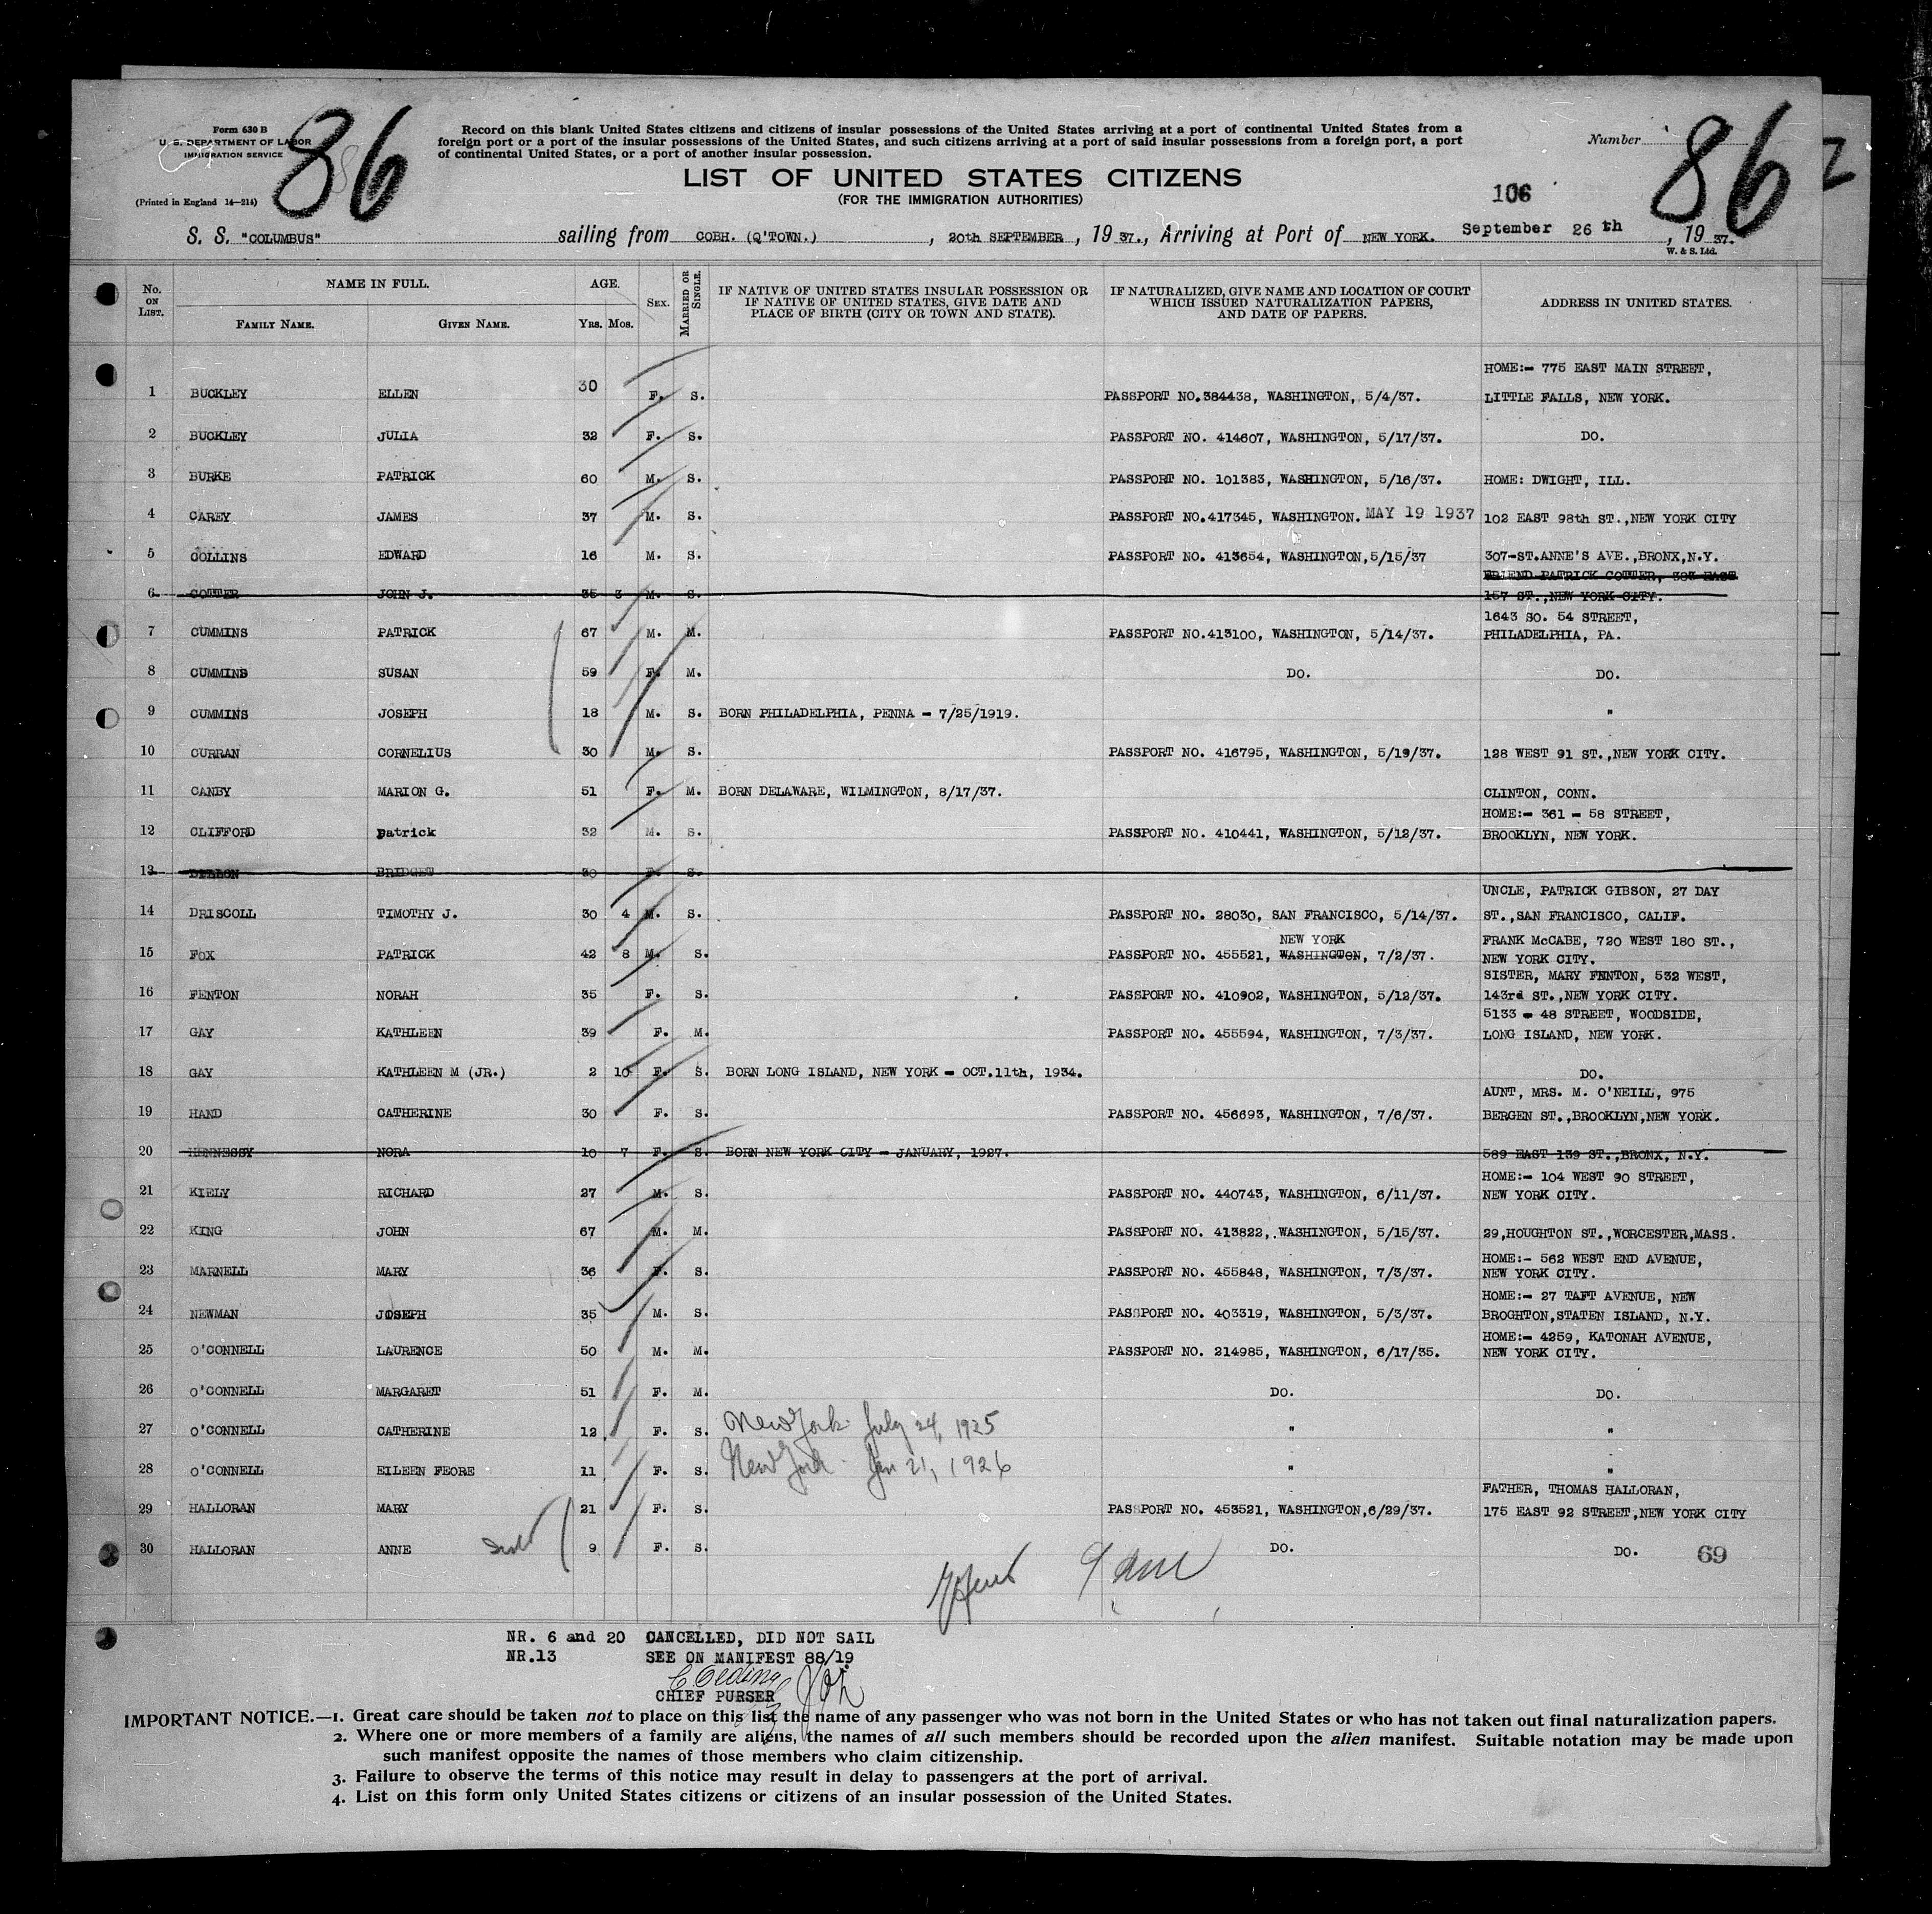 86
Form 630 B
U. S. DEPARTMENT OF LABOR
IMMIGRATION SERVICE
(Printed in England 14—214)
Record on this blank United States citizens and citizens of insular possessions of the United States arriving at a port of continental United States from a
foreign port or a port of the insular possessions of the United States, and such citizens arriving at a port of said insular possessions from a foreign port, a port
of continental United States, or a port of another insular possession.
Number
86
2
LIST OF UNITED STATES CITIZENS
(FOR THE IMMIGRATION AUTHORITIES)
106
S. S. "COLUMBUS" sailing from COBH. (Q'TOWN.), 20th SEPTEMBER, 19 37., Arriving at Port of NEW YORK. September 26 th, 19 37.
W. & S. Ltd.
No. ON LIST. NAME IN FULL. FAMILY NAME. GIVEN NAME. AGE. YRS. MOS. SEX. MARRIED OR SINGLE. IF NATIVE OF UNITED STATES INSULAR POSSESSION OR IF NATIVE OF UNITED STATES, GIVE DATE AND PLACE OF BIRTH (CITY OR TOWN AND STATE). IF NATURALIZED, GIVE NAME AND LOCATION OF COURT WHICH ISSUED NATURALIZATION PAPERS, AND DATE OF PAPERS. ADDRESS IN UNITED STATES.
HOME:- 775 EAST MAIN STREET,
1 BUCKLEY ELLEN 30 F. S. PASSPORT NO.384438, WASHINGTON, 5/4/37. LITTLE FALLS, NEW YORK.
2 BUCKLEY JULIA 32 F. S. PASSPORT NO. 414607, WASHINGTON, 5/17/37. DO.
3 BURKE PATRICK 60 M. S. PASSPORT NO. 101383, WASHINGTON, 5/16/37. HOME: DWIGHT, ILL.
4 CAREY JAMES 37 M. S. PASSPORT NO.417345, WASHINGTON. MAY 19 1937 102 EAST 98th ST.,NEW YORK CITY
5 COLLINS EDWARD 16 M. S. PASSPORT NO. 413654, WASHINGTON,5/15/37 307-ST.ANNE'S AVE.,BRONX,N.Y.
FRIEND PATRICK COTTER, 383 EAST
6 COTTER JOHN J. 35 3 M. S. 157 ST.,NEW YORK CITY.
1643 SO. 54 STREET,
7 CUMMINS PATRICK 67 M. M. PASSPORT NO.413100, WASHINGTON, 5/14/37. PHILADELPHIA, PA.
8 CUMMINS SUSAN 59 F. M. DO. DO.
9 CUMMINS JOSEPH 18 M. S. BORN PHILADELPHIA, PENNA - 7/25/1919. "
10 CURRAN CORNELIUS 30 M. S. PASSPORT NO. 416795, WASHINGTON, 5/19/37. 128 WEST 91 ST.,NEW YORK CITY.
11 CANBY MARION G. 51 F. M. BORN DELAWARE, WILMINGTON, 8/17/37. CLINTON, CONN.
HOME:- 361 - 58 STREET,
12 CLIFFORD Patrick 32 M. S. PASSPORT NO. 410441, WASHINGTON, 5/12/37. BROOKLYN, NEW YORK.
13 DILLON BRIDGET 30 F. S.
UNCLE, PATRICK GIBSON, 27 DAY
14 DRISCOLL TIMOTHY J. 30 4 M. S. PASSPORT NO. 28030, SAN FRANCISCO, 5/14/37. ST.,SAN FRANCISCO, CALIF.
NEW YORK FRANK McCABE, 720 WEST 180 ST.,
15 FOX PATRICK 42 8 M. S. PASSPORT NO. 455521, WASHINGTON, 7/2/37. NEW YORK CITY.
SISTER, MARY FENTON, 532 WEST,
16 FENTON NORAH 35 F. S. PASSPORT NO. 410902, WASHINGTON, 5/12/37. 143rd ST.,NEW YORK CITY.
5133 - 48 STREET, WOODSIDE,
17 GAY KATHLEEN 39 F. M. PASSPORT NO. 455594, WASHINGTON, 7/3/37. LONG ISLAND, NEW YORK.
18 GAY KATHLEEN M (JR.) 2 10 F. S. BORN LONG ISLAND, NEW YORK - OCT.11th, 1934. DO.
AUNT, MRS. M. O'NEILL, 975
19 HAND CATHERINE 30 F. S. PASSPORT NO. 456693, WASHINGTON, 7/6/37. BERGEN ST.,BROOKLYN,NEW YORK.
20 HENNESSY NORA 10 7 F. S. BORN NEW YORK CITY - JANUARY, 1927. 589 EAST 139 ST.,BRONX, N.Y.
HOME:- 104 WEST 90 STREET,
21 KIELY RICHARD 27 M. S. PASSPORT NO. 440743, WASHINGTON, 6/11/37. NEW YORK CITY.
22 KING JOHN 67 M. M. PASSPORT NO. 413822,.WASHINGTON, 5/15/37. 29,HOUGHTON ST.,WORCESTER,MASS.
HOME:- 562 WEST END AVENUE,
23 MARNELL MARY 36 F. S. PASSPORT NO. 455848, WASHINGTON, 7/3/37. NEW YORK CITY.
HOME:- 27 TAFT AVENUE, NEW
24 NEWMAN JOSEPH 35 M. S. PASSPORT NO. 403319, WASHINGTON, 5/3/37. BROGHTON,STATEN ISLAND, N.Y.
HOME:- 4259, KATONAH AVENUE,
25 O'CONNELL LAURENCE 50 M. M. PASSPORT NO. 214985, WASHINGTON, 6/17/35. NEW YORK CITY.
26 O'CONNELL MARGARET 51 F. M. DO. DO.
27 O'CONNELL CATHERINE 12 F. S. New York July 24, 1925 " "
28 O'CONNELL EILEEN FEORE 11 F. S. New York - Jan 21, 1926 " "
FATHER, THOMAS HALLORAN,
29 HALLORAN MARY 21 F. S. PASSPORT NO. 453521, WASHINGTON,6/29/37. 175 EAST 92 STREET,NEW YORK CITY
30 HALLORAN ANNE 9 F. S. DO. DO. 69
NR. 6 and 20 CANCELLED, DID NOT SAIL
NR.13 SEE ON MANIFEST 88/19
CHIEF PURSER
IMPORTANT NOTICE.—1. Great care should be taken not to place on this list the name of any passenger who was not born in the United States or who has not taken out final naturalization papers.
2. Where one or more members of a family are aliens, the names of all such members should be recorded upon the alien manifest. Suitable notation may be made upon
such manifest opposite the names of those members who claim citizenship.
3. Failure to observe the terms of this notice may result in delay to passengers at the port of arrival.
4. List on this form only United States citizens or citizens of an insular possession of the United States.